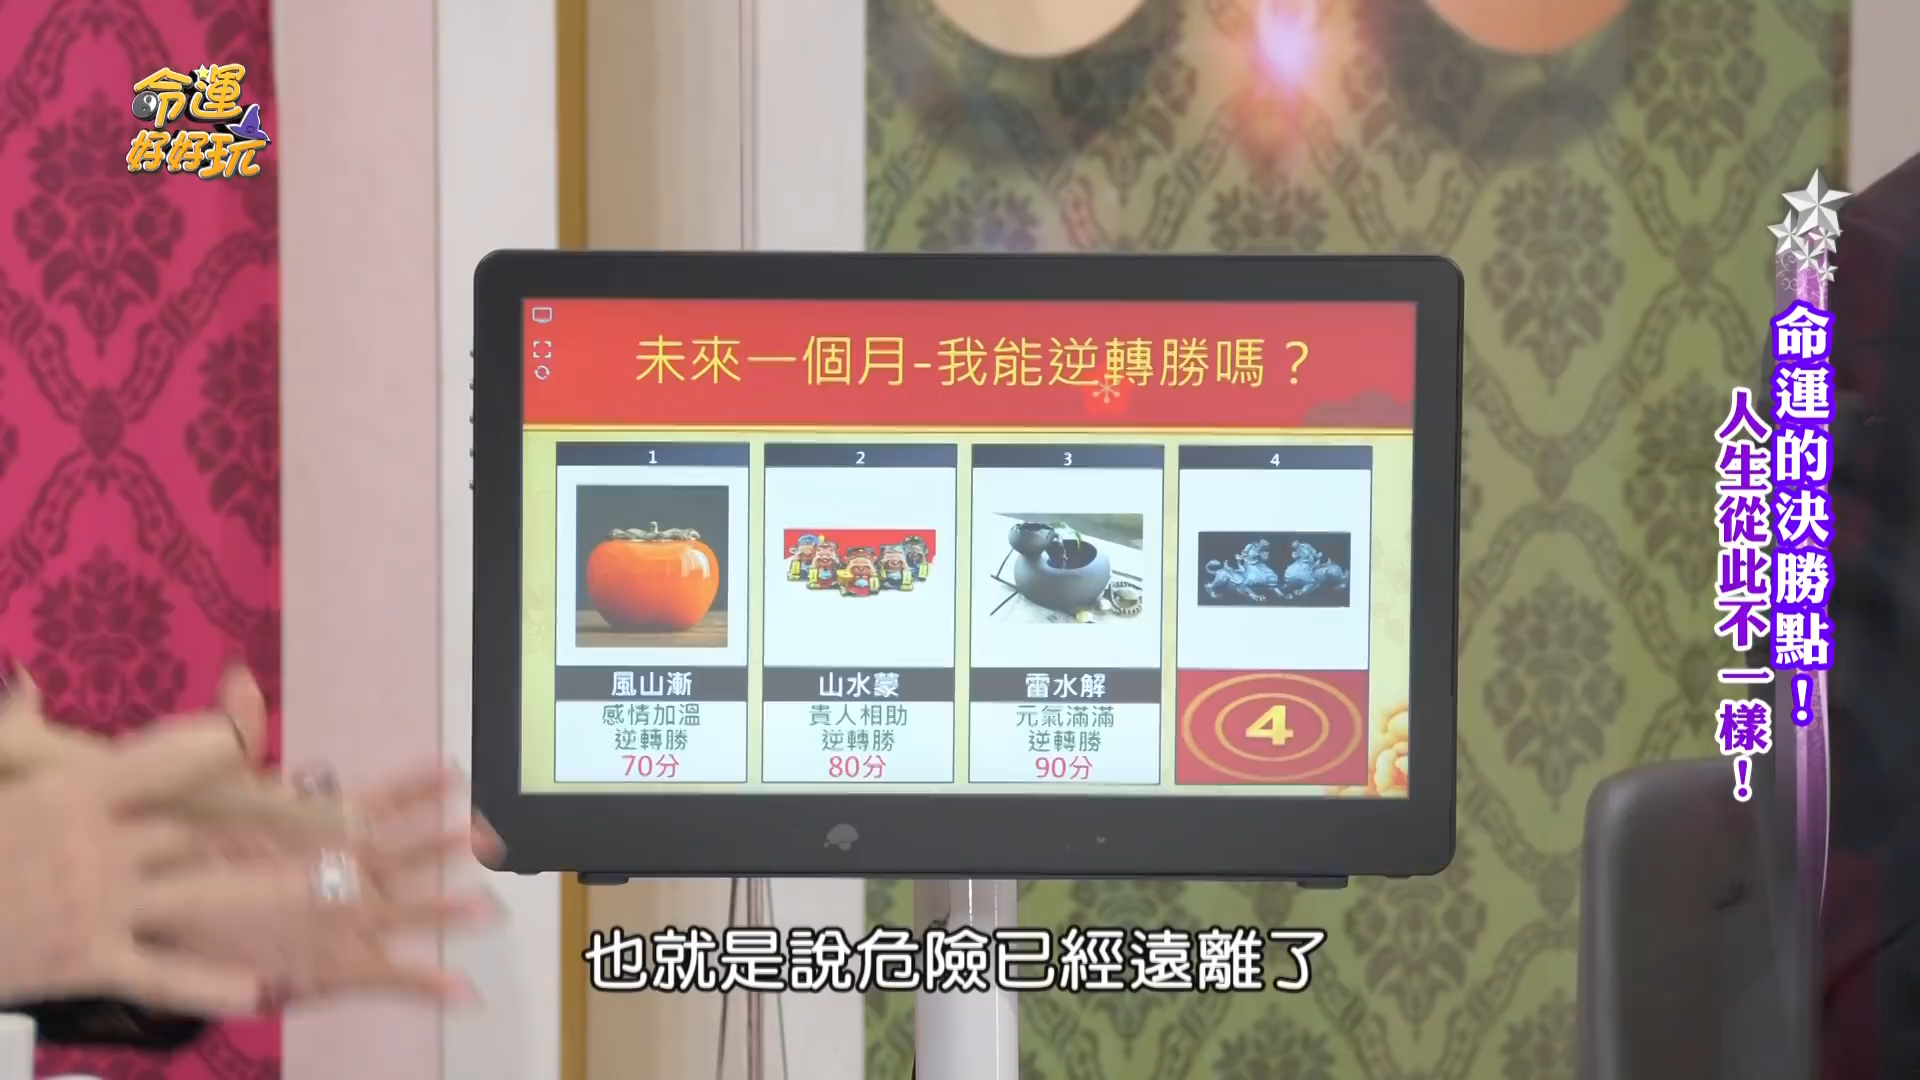 命運
好好玩
未來一個月-我能逆轉勝嗎？
1
2
3
4
風山漸
感情加溫
逆轉勝
70分
山水蒙
貴人相助
逆轉勝
80分
雷水解
元氣滿滿
逆轉勝
90分
4
命運的決勝點！
人生從此不一樣！
也就是說危險已經遠離了